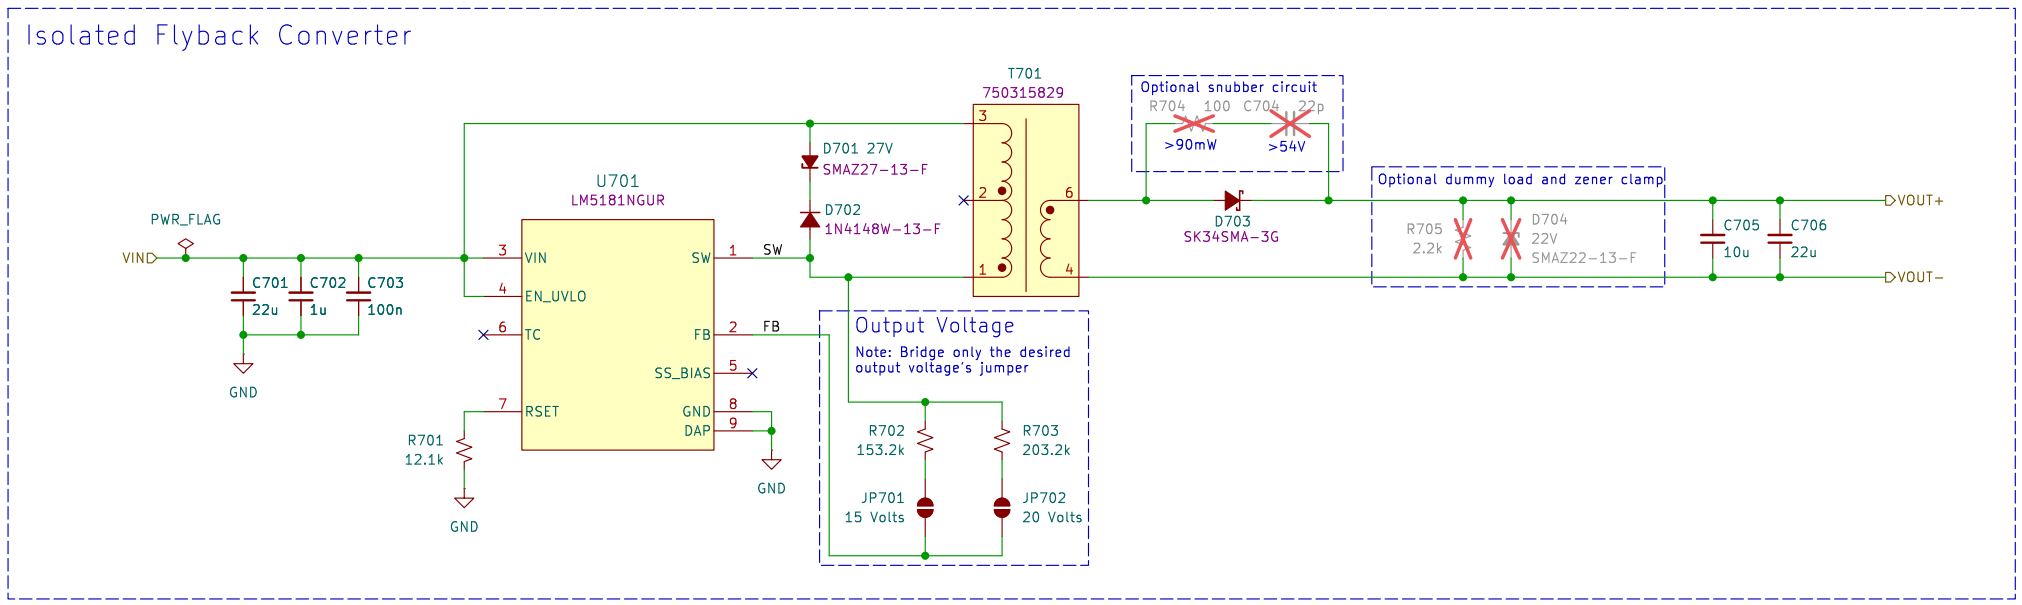 Isolated Flyback Converter
T701
750315829
Optional snubber circuit
R704 100 C704 22p
>90mW >54V
3
2
1
6
4
D701 27V
SMAZ27-13-F
D702
1N4148W-13-F
D703
SK34SMA-3G
Optional dummy load and zener clamp
R705
2.2k
D704
22V
SMAZ22-13-F
C705
10u
C706
22u
VOUT+
VOUT-
U701
LM5181NGUR
PWR_FLAG
VIN
C701
22u
C702
1u
C703
100n
GND
3 VIN
4 EN_UVLO
6 TC
7 RSET
SW 1 SW
FB 2 FB
SS_BIAS 5
GND 8
DAP 9
R701
12.1k
GND
GND
Output Voltage
Note: Bridge only the desired
output voltage's jumper
R702
153.2k
R703
203.2k
JP701
15 Volts
JP702
20 Volts